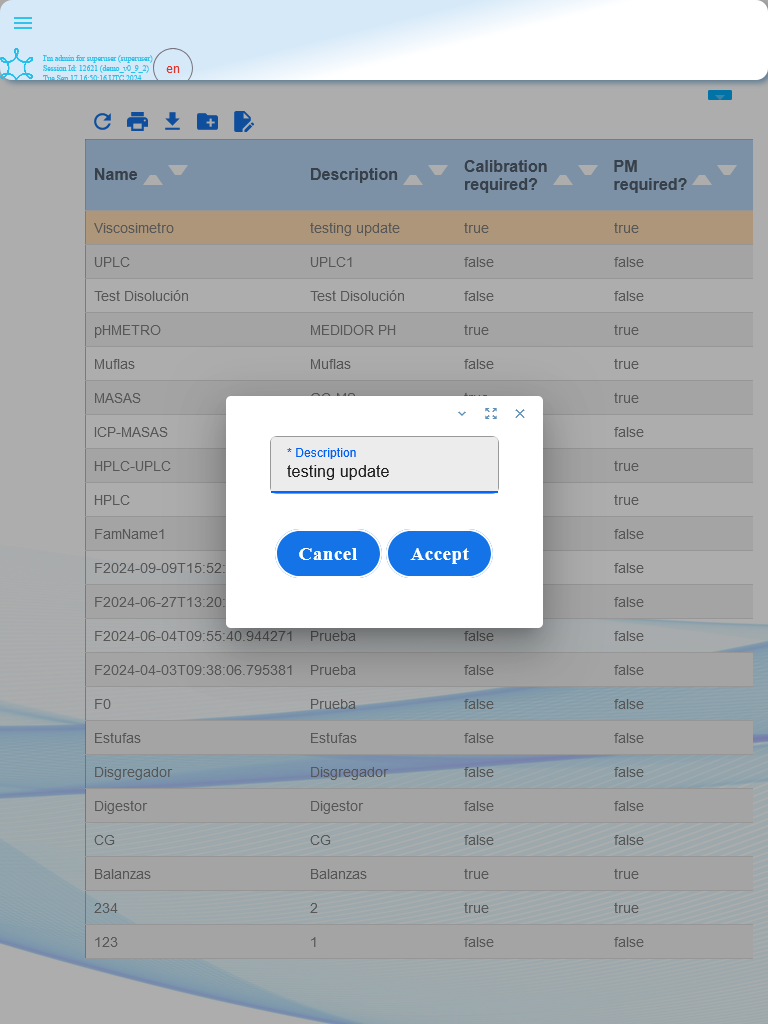 I'm admin for superuser (superuser)
Session Id: 12621 (demo_v0_9_2)
Tue Sep 17 16:50:16 UTC 2024
en
Name Description Calibration required? PM required?
Viscosimetro testing update true true
UPLC UPLC1 false false
Test Disolución Test Disolución false false
pHMETRO MEDIDOR PH true true
Muflas Muflas false true
MASAS true
ICP-MASAS false
HPLC-UPLC true
HPLC true
FamName1 false
F2024-09-09T15:52: false
F2024-06-27T13:20: false
* Description
testing update
Cancel Accept
F2024-06-04T09:55:40.944271 Prueba false false
F2024-04-03T09:38:06.795381 Prueba false false
F0 Prueba false false
Estufas Estufas false false
Disgregador Disgregador false false
Digestor Digestor false false
CG CG false false
Balanzas Balanzas true true
234 2 true true
123 1 false false